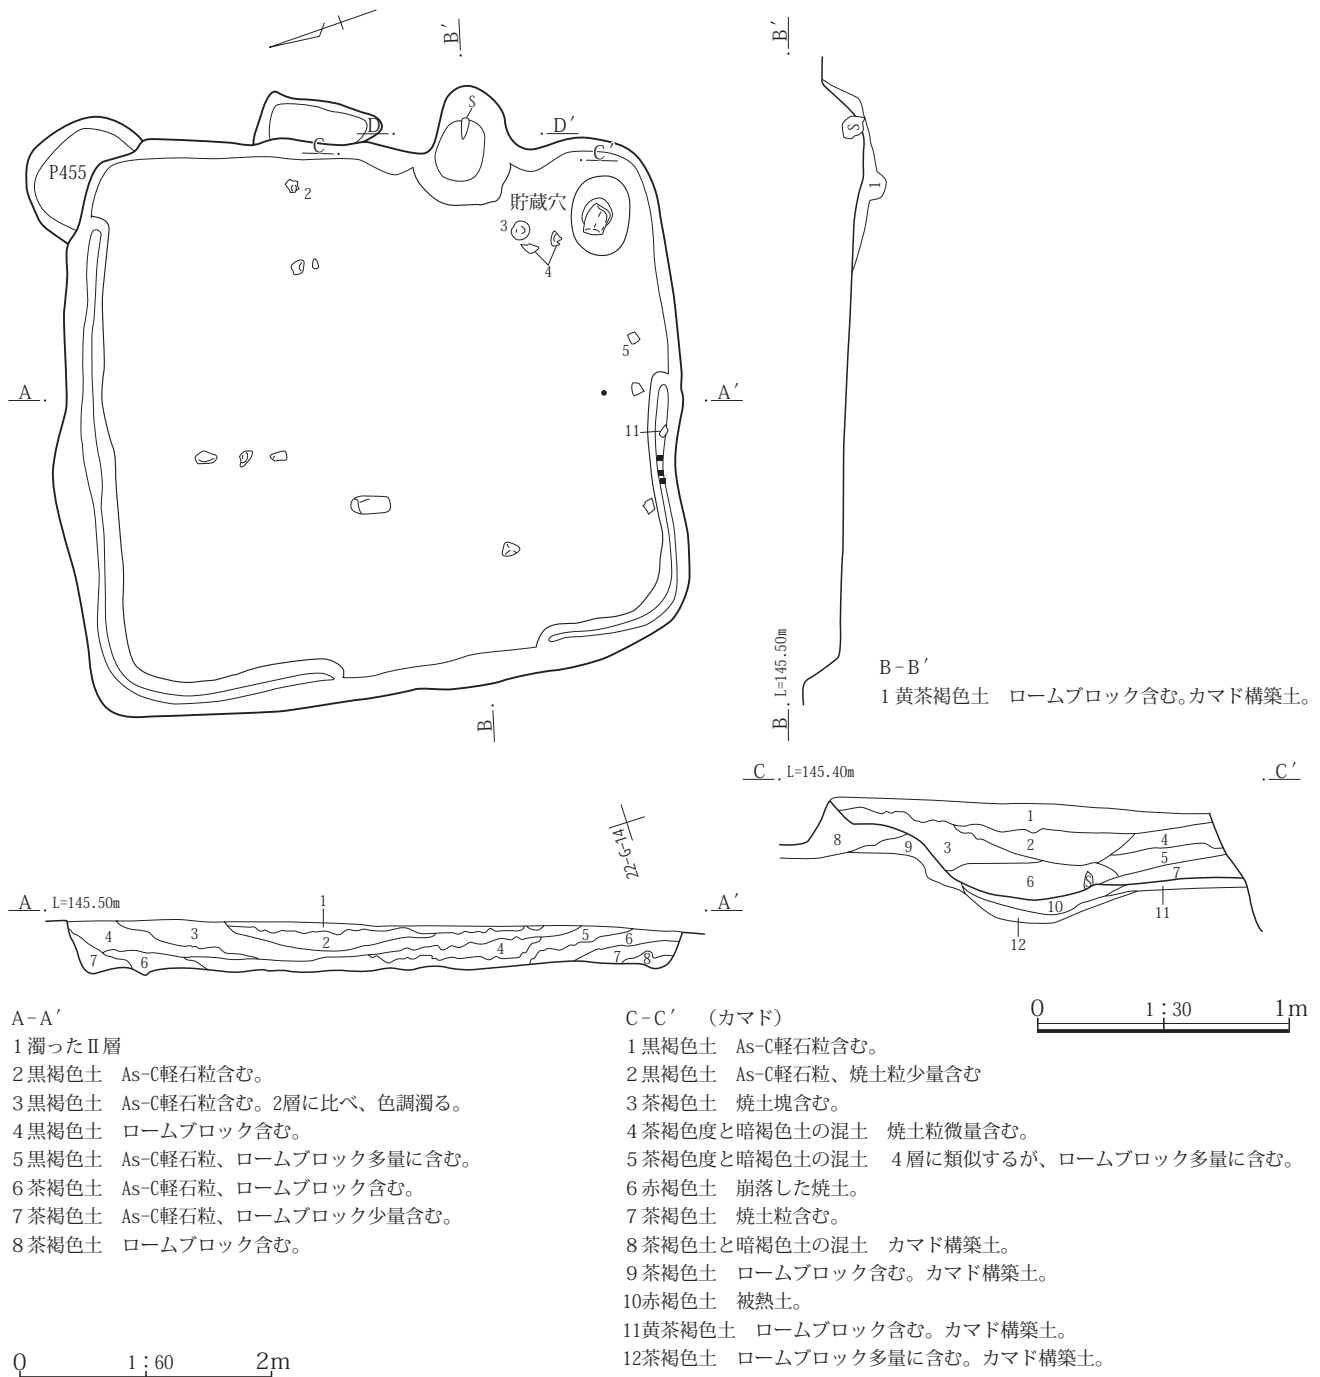 B′
B′
S
D
D′
C
C′
P455
2
貯蔵穴
3
4
5
A
A′
11
S
1
B
B L=145.50m
B-B′
1 黄茶褐色土　ロームブロック含む。カマド構築土。
C L=145.40m
C′
1
2
3
4
5
6
7
8
9
10
11
12
S
22-G-14
A L=145.50m
A′
1
2
3
4
4
5
6
6
7
7
8
A-A′
1 濁ったⅡ層
2 黒褐色土　As-C軽石粒含む。
3 黒褐色土　As-C軽石粒含む。2層に比べ、色調濁る。
4 黒褐色土　ロームブロック含む。
5 黒褐色土　As-C軽石粒、ロームブロック多量に含む。
6 茶褐色土　As-C軽石粒、ロームブロック含む。
7 茶褐色土　As-C軽石粒、ロームブロック少量含む。
8 茶褐色土　ロームブロック含む。
0 1：60 2m
C-C′　（カマド）
0 1：30 1m
1 黒褐色土　As-C軽石粒含む。
2 黒褐色土　As-C軽石粒、焼土粒少量含む
3 茶褐色土　焼土塊含む。
4 茶褐色度と暗褐色土の混土　焼土粒微量含む。
5 茶褐色度と暗褐色土の混土　４層に類似するが、ロームブロック多量に含む。
6 赤褐色土　崩落した焼土。
7 茶褐色土　焼土粒含む。
8 茶褐色土と暗褐色土の混土　カマド構築土。
9 茶褐色土　ロームブロック含む。カマド構築土。
10赤褐色土　被熱土。
11黄茶褐色土　ロームブロック含む。カマド構築土。
12茶褐色土　ロームブロック多量に含む。カマド構築土。